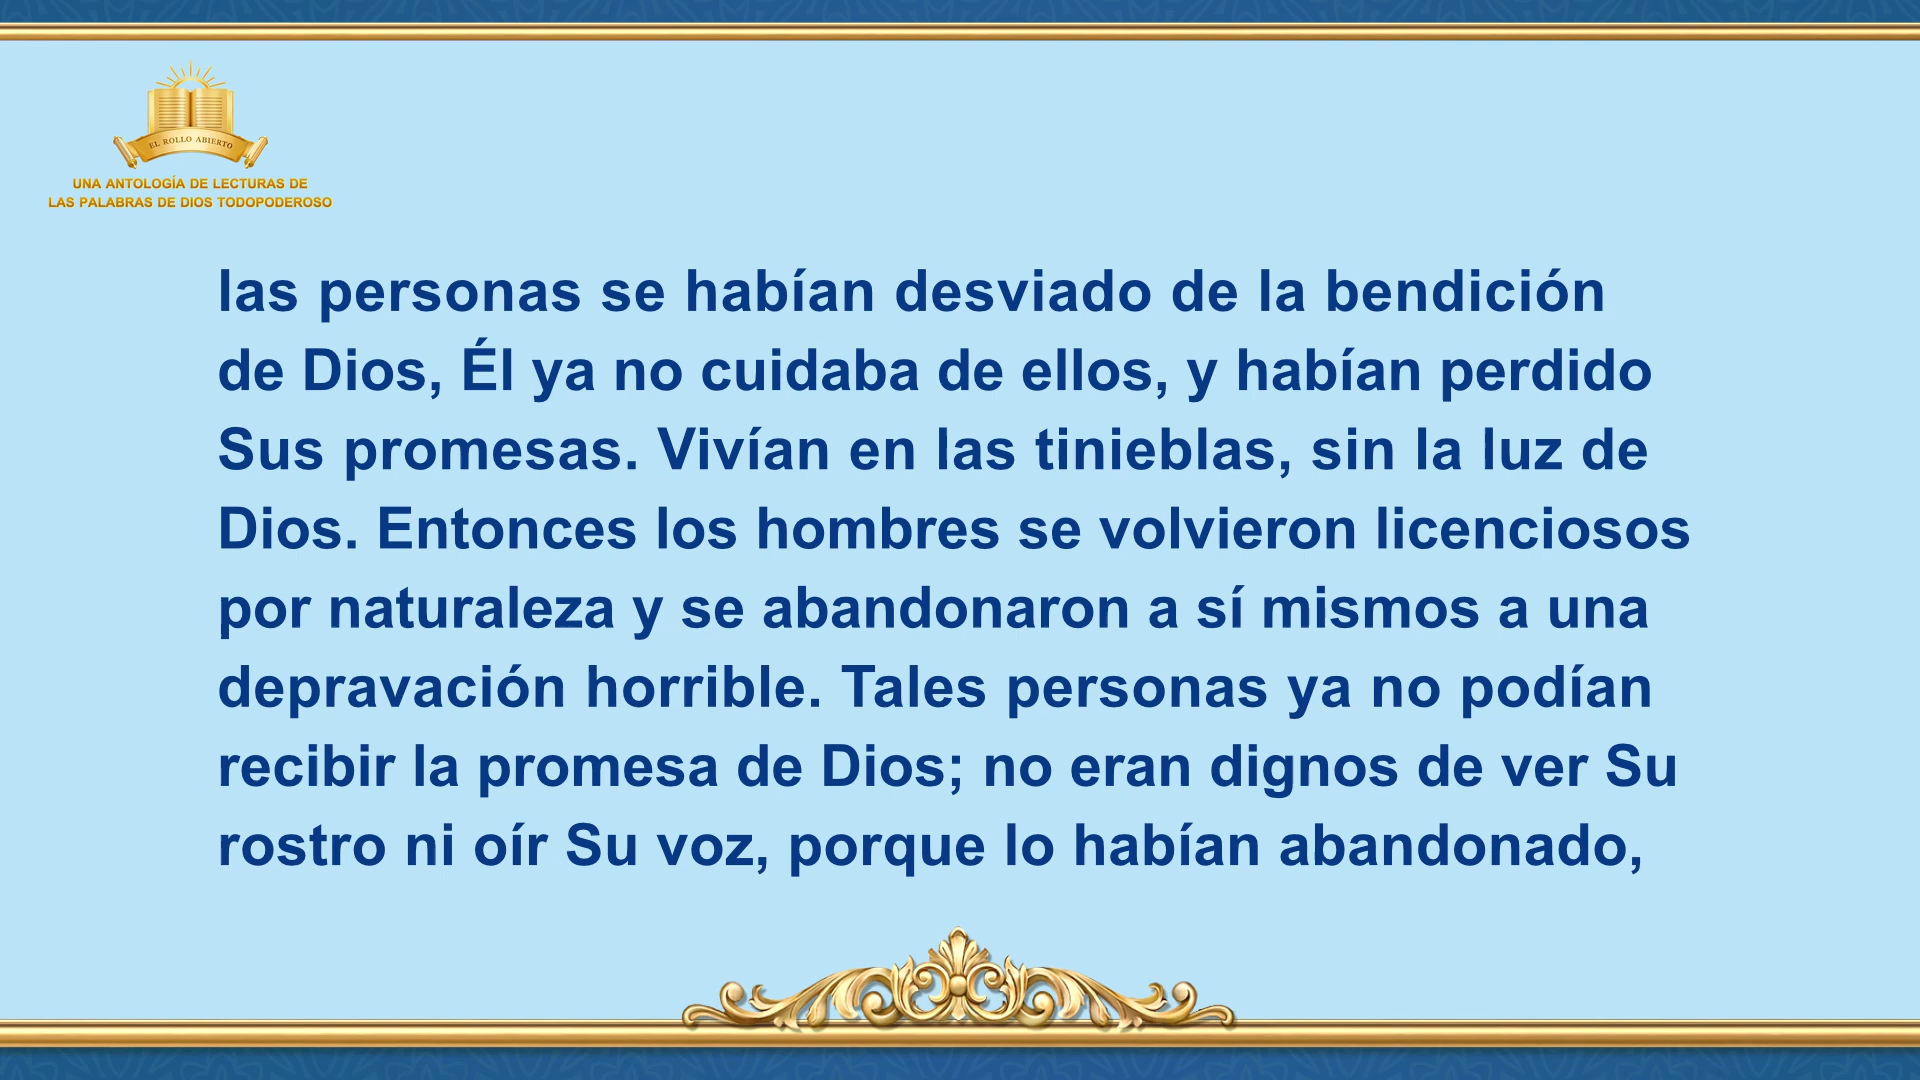 EL ROLLO ABIERTO
UNA ANTOLOGÍA DE LECTURAS DE
LAS PALABRAS DE DIOS TODOPODEROSO
las personas se habían desviado de la bendición
de Dios, Él ya no cuidaba de ellos, y habían perdido
Sus promesas. Vivían en las tinieblas, sin la luz de
Dios. Entonces los hombres se volvieron licenciosos
por naturaleza y se abandonaron a sí mismos a una
depravación horrible. Tales personas ya no podían
recibir la promesa de Dios; no eran dignos de ver Su
rostro ni oír Su voz, porque lo habían abandonado,